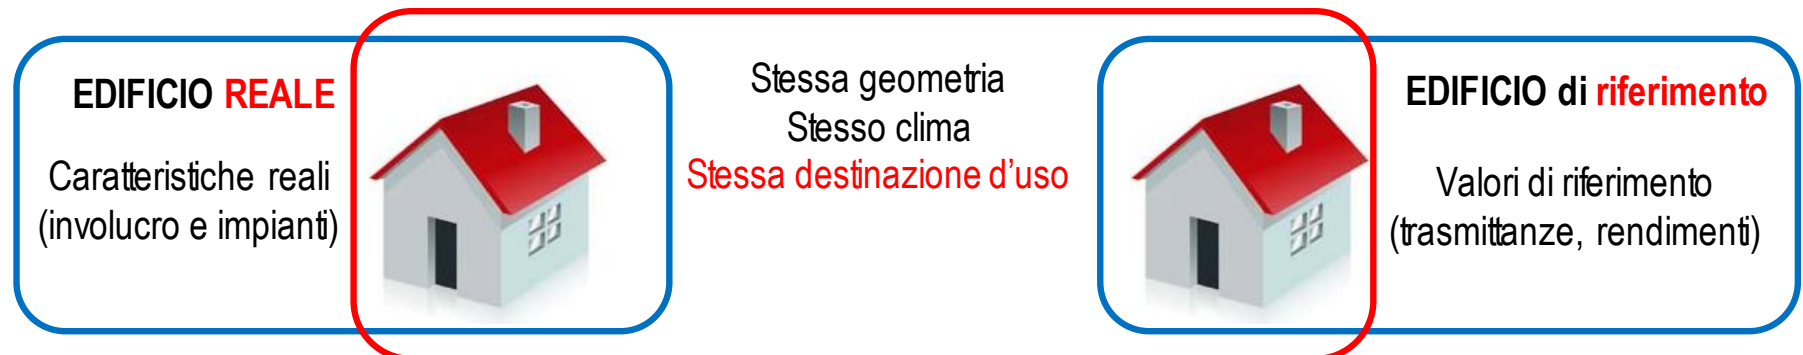 EDIFICIO REALE
Caratteristiche reali
(involucro e impianti)
Stessa geometria
Stesso clima
Stessa destinazione d’uso
EDIFICIO di riferimento
Valori di riferimento
(trasmittanze, rendimenti)